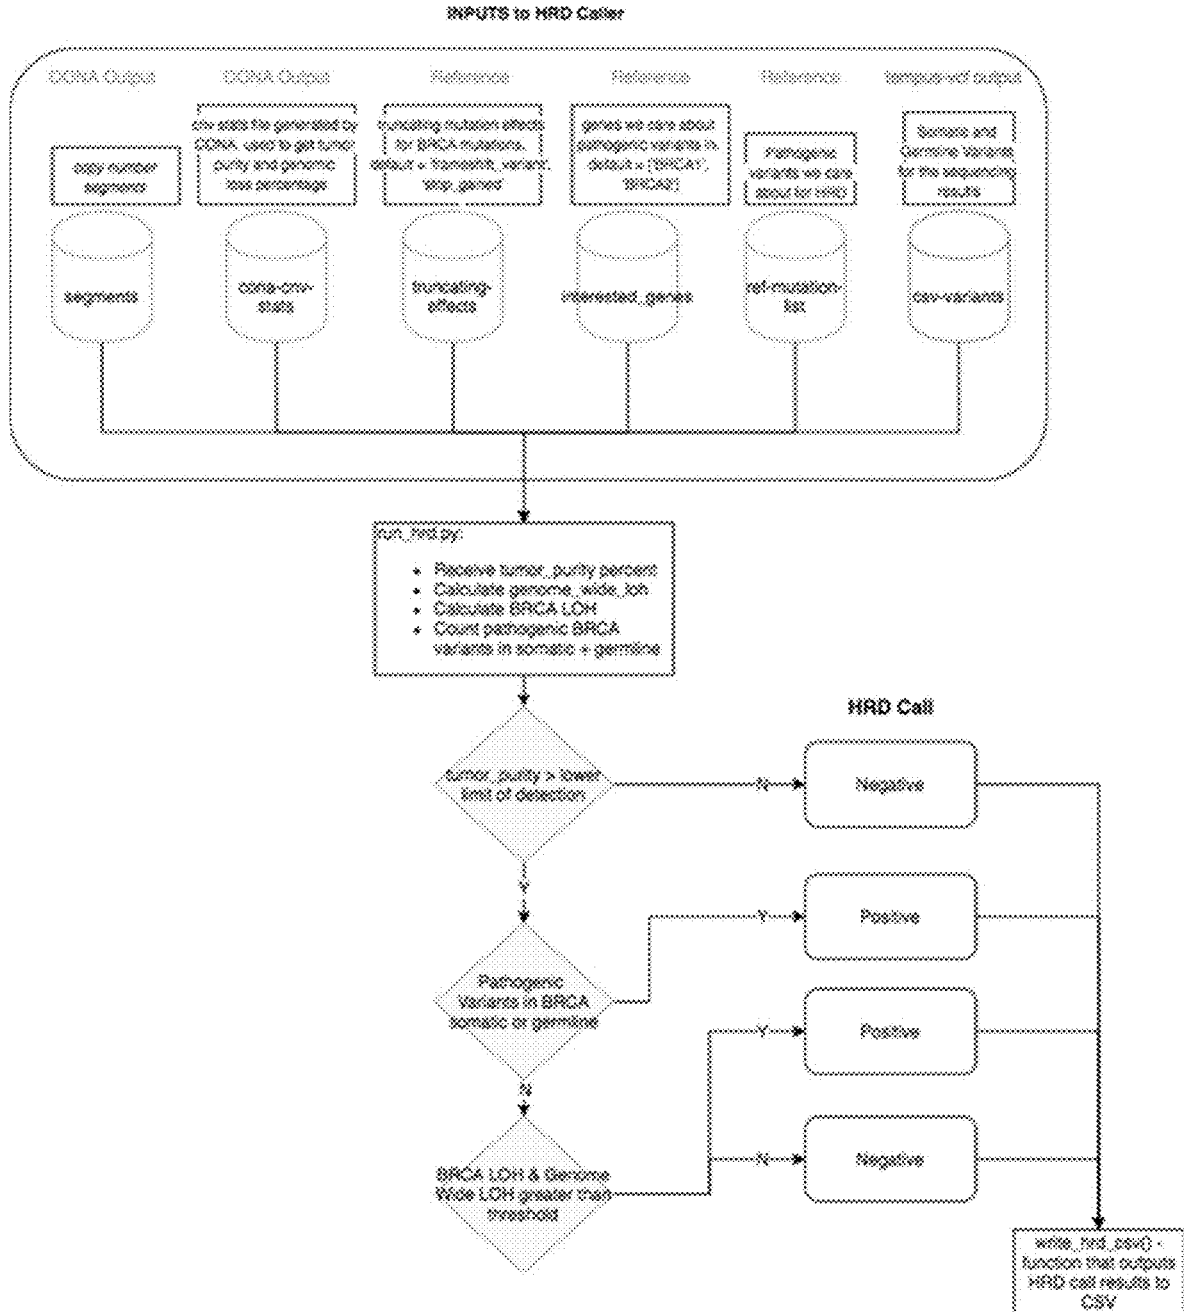 INPUTS to HRD Caller
CONA Output
CONA Output
Reference
Reference
Reference
tempus-vcf output
copy number
segments
cnv stats file generated by
CONA, used to get tumor
purity and genomic
loss percentage
truncating mutation effects
for BRCA mutations,
default = 'frameshift_variant,
'stop_gained'
genes we care about
pathogenic variants in,
default = ['BRCA1',
'BRCA2']
Pathogenic
variants we care
about for HRD
Somatic and
Germline Variants
for the sequencing
results
segments
cona-cnv-
stats
truncating-
effects
interested_genes
ref-mutation-
list
csv-variants
run_hrd.py:
• Receive tumor_purity percent
• Calculate genome_wide_loh
• Calculate BRCA LOH
• Count pathogenic BRCA
variants in somatic + germline
HRD Call
tumor_purity > lower
limit of detection
N
Negative
Y
Y
Positive
Pathogenic
Variants in BRCA
somatic or germline
Y
Positive
N
BRCA LOH & Genome
Wide LOH greater than
threshold
N
Negative
write_hrd_csv() -
function that outputs
HRD call results to
CSV